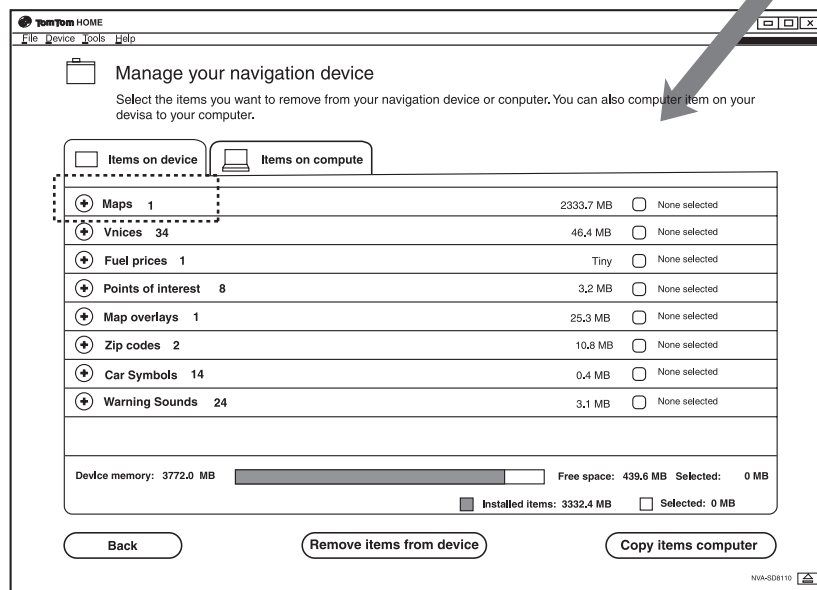 TomTom HOME
File Device Tools Help
Manage your navigation device
Select the items you want to remove from your navigation device or conputer. You can also computer item on your
devisa to your computer.
Items on device Items on compute
Maps 1 2333.7 MB None selected
Vnices 34 46.4 MB None selected
Fuel prices 1 Tiny None selected
Points of interest 8 3.2 MB None selected
Map overlays 1 25.3 MB None selected
Zip codes 2 10.8 MB None selected
Car Symbols 14 0.4 MB None selected
Warning Sounds 24 3.1 MB None selected
Device memory: 3772.0 MB Free space: 439.6 MB Selected: 0 MB
Installed items: 3332.4 MB Selected: 0 MB
Back Remove items from device Copy items computer
NVA-SD8110